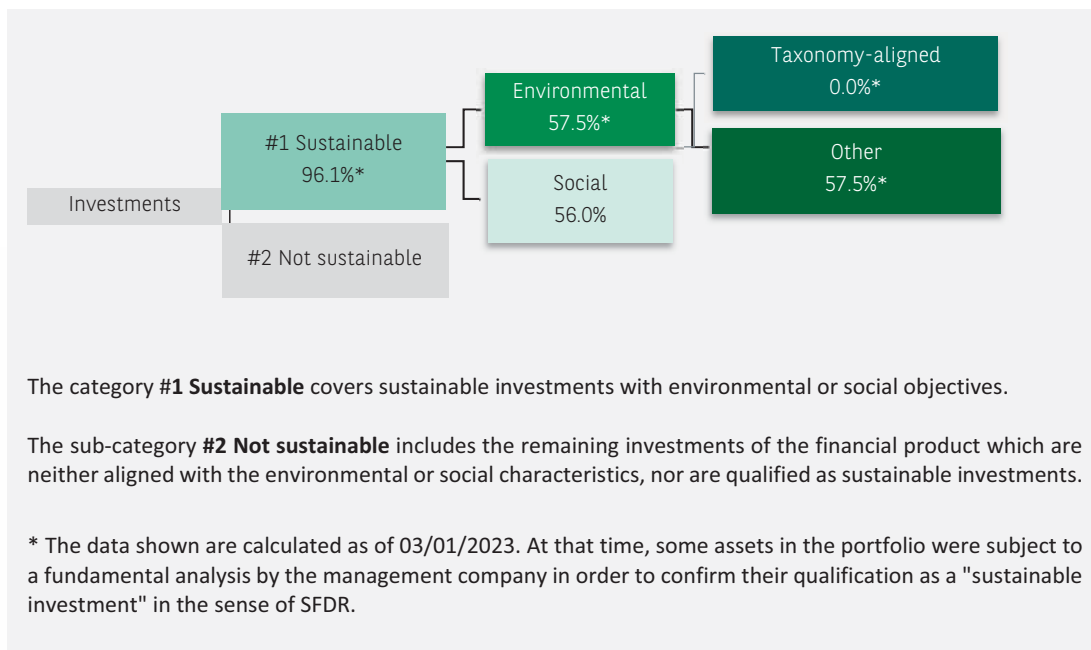 Investments
#1 Sustainable
96.1%*
#2 Not sustainable
Environmental
57.5%*
Social
56.0%
Taxonomy-aligned
0.0%*
Other
57.5%*
The category #1 Sustainable covers sustainable investments with environmental or social objectives.
The sub-category #2 Not sustainable includes the remaining investments of the financial product which are
neither aligned with the environmental or social characteristics, nor are qualified as sustainable investments.
* The data shown are calculated as of 03/01/2023. At that time, some assets in the portfolio were subject to
a fundamental analysis by the management company in order to confirm their qualification as a "sustainable
investment" in the sense of SFDR.